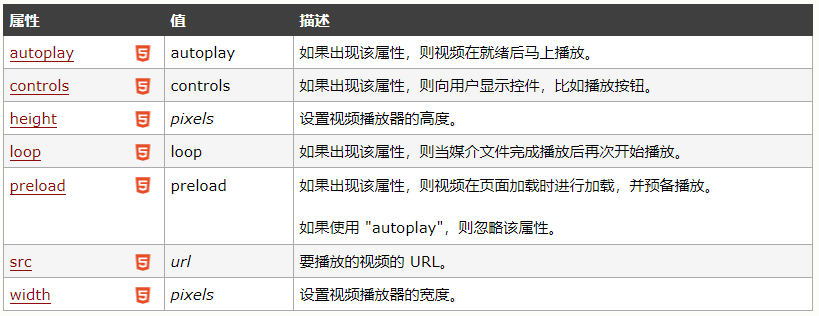 属性 值 描述
autoplay autoplay 如果出现该属性，则视频在就绪后马上播放。
controls controls 如果出现该属性，则向用户显示控件，比如播放按钮。
height pixels 设置视频播放器的高度。
loop loop 如果出现该属性，则当媒介文件完成播放后再次开始播放。
preload preload 如果出现该属性，则视频在页面加载时进行加载，并预备播放。
如果使用 "autoplay"，则忽略该属性。
src url 要播放的视频的 URL。
width pixels 设置视频播放器的宽度。